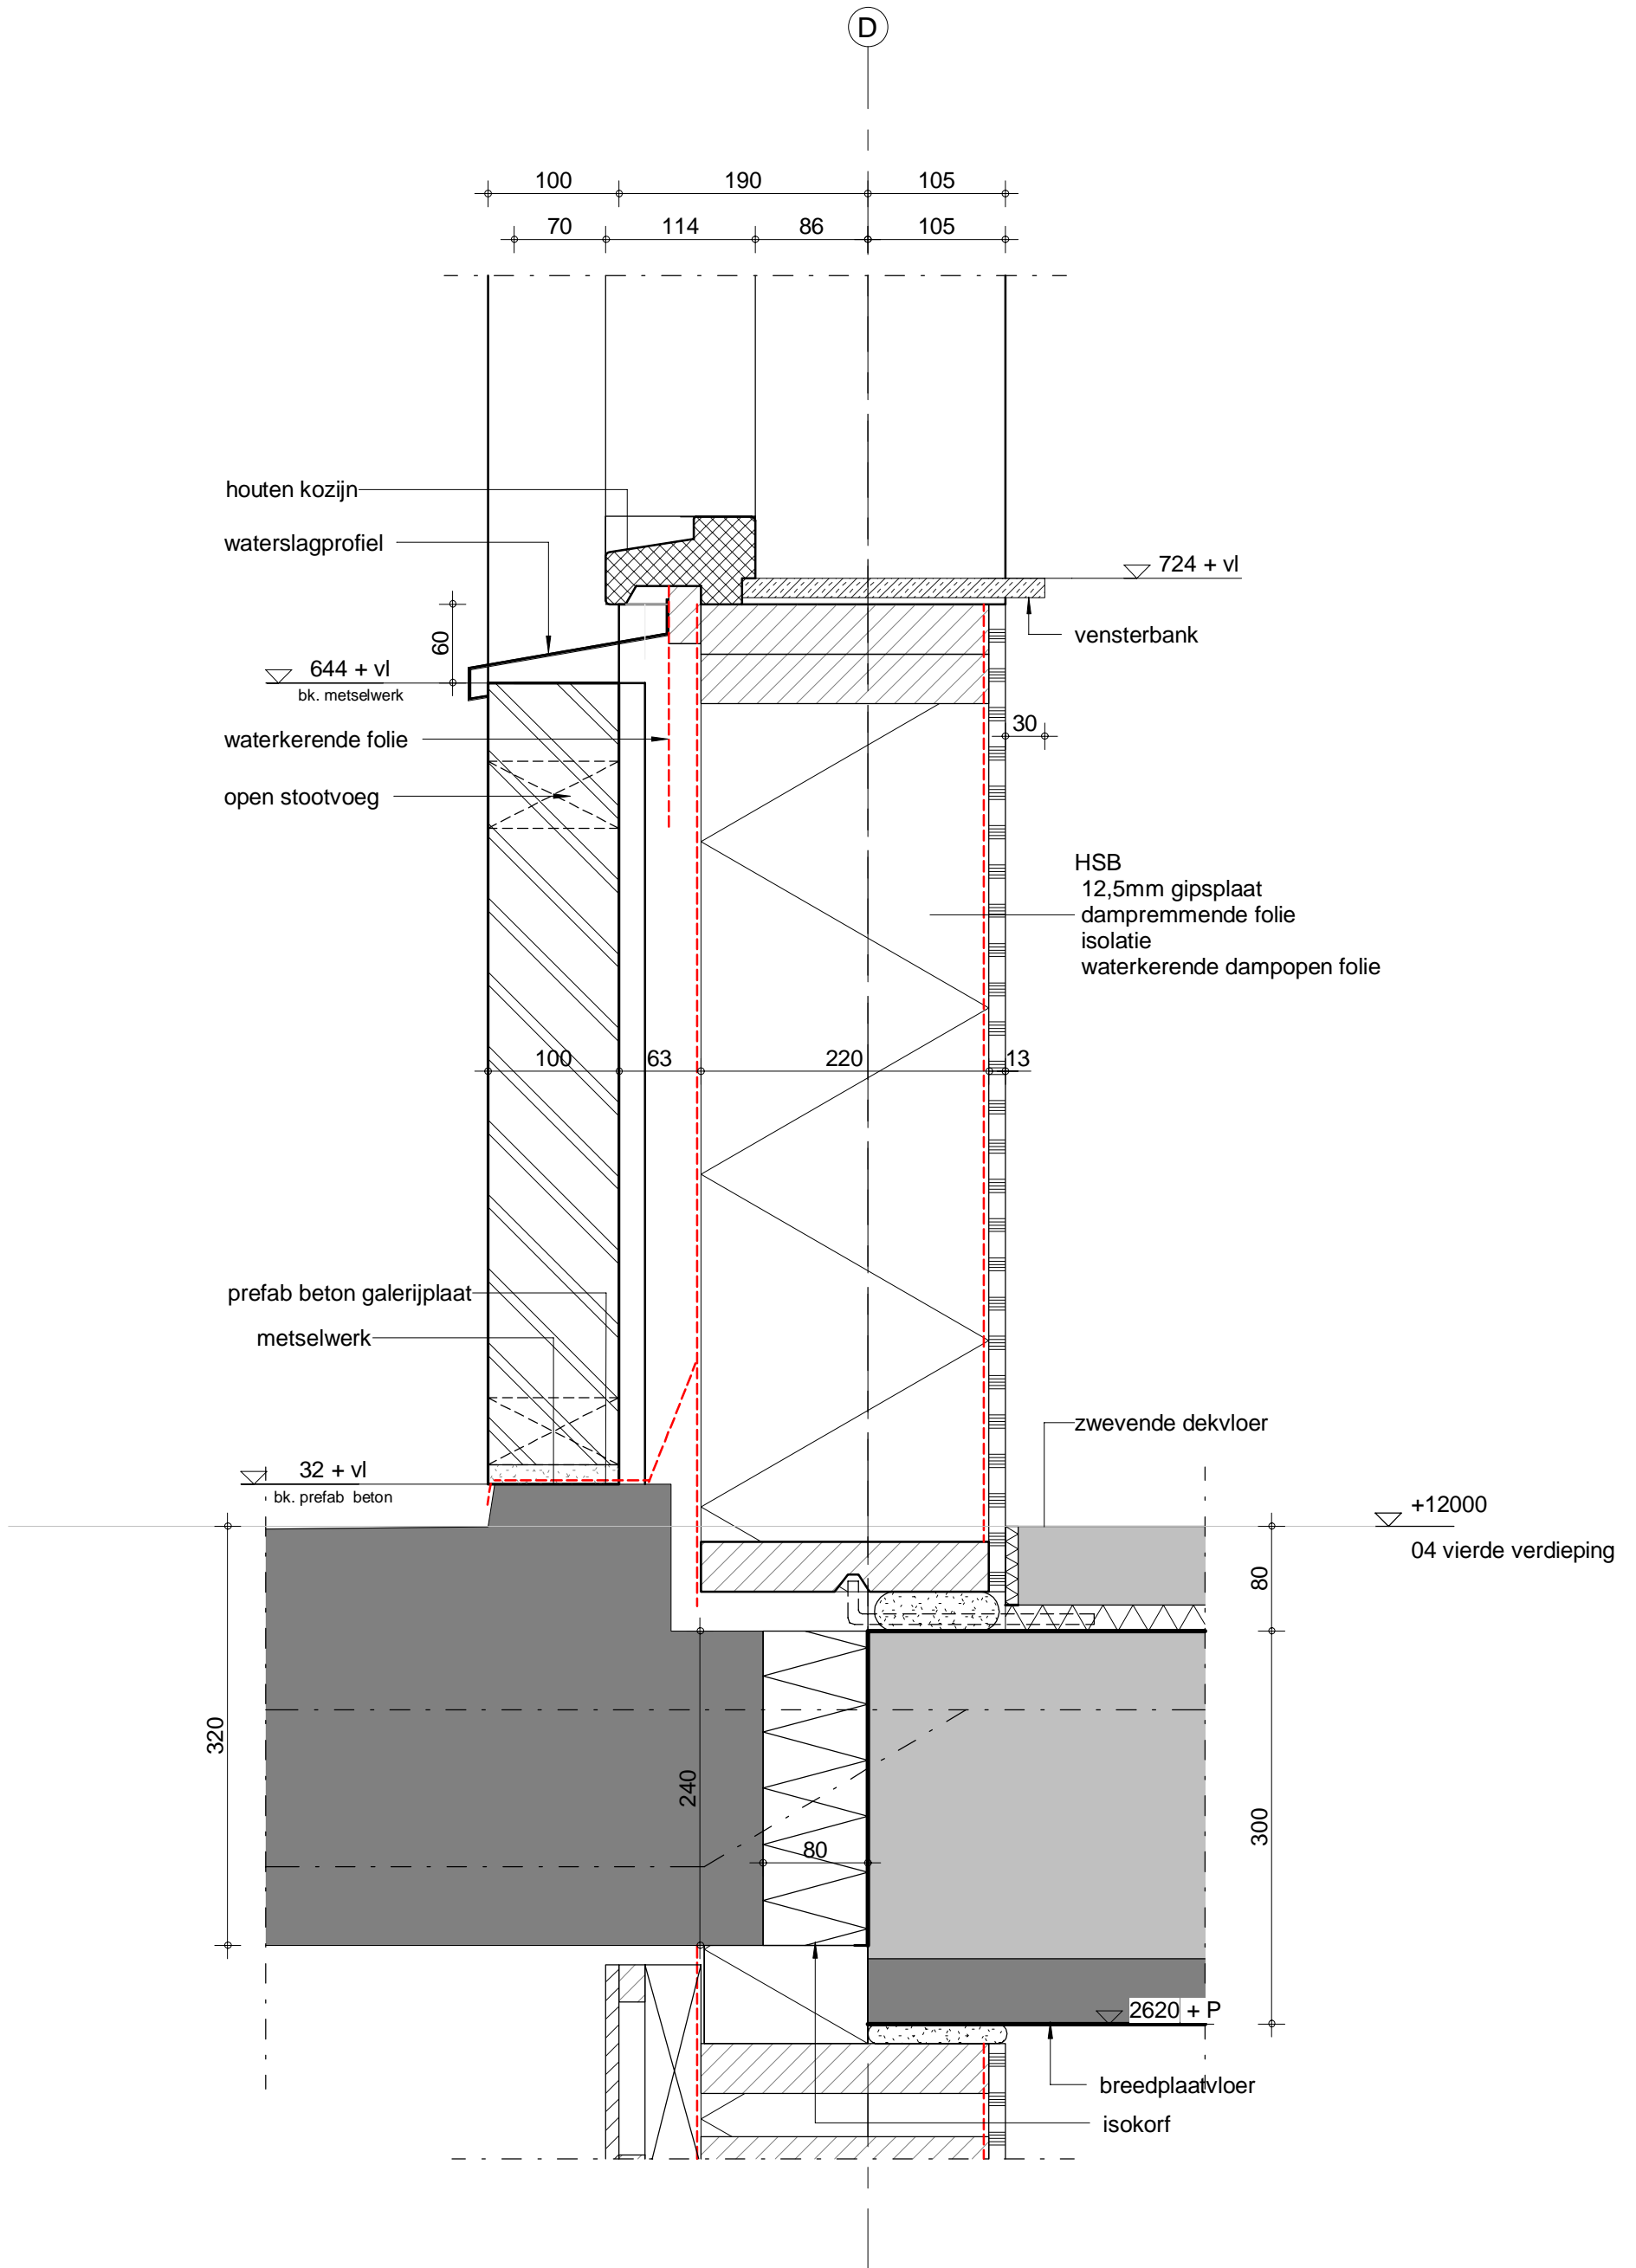 D
100 190 105
70 114 86 105
houten kozijn
waterslagprofiel
724 + vl
vensterbank
60
644 + vl
bk. metselwerk
30
waterkerende folie
open stootvoeg
HSB
12,5mm gipsplaat
dampremmende folie
isolatie
waterkerende dampopen folie
100 63 220 13
prefab beton galerijplaat
metselwerk
zwevende dekvloer
32 + vl
bk. prefab beton
+12000
04 vierde verdieping
80
320
240
80
300
2620 + P
breedplaatvloer
isokorf